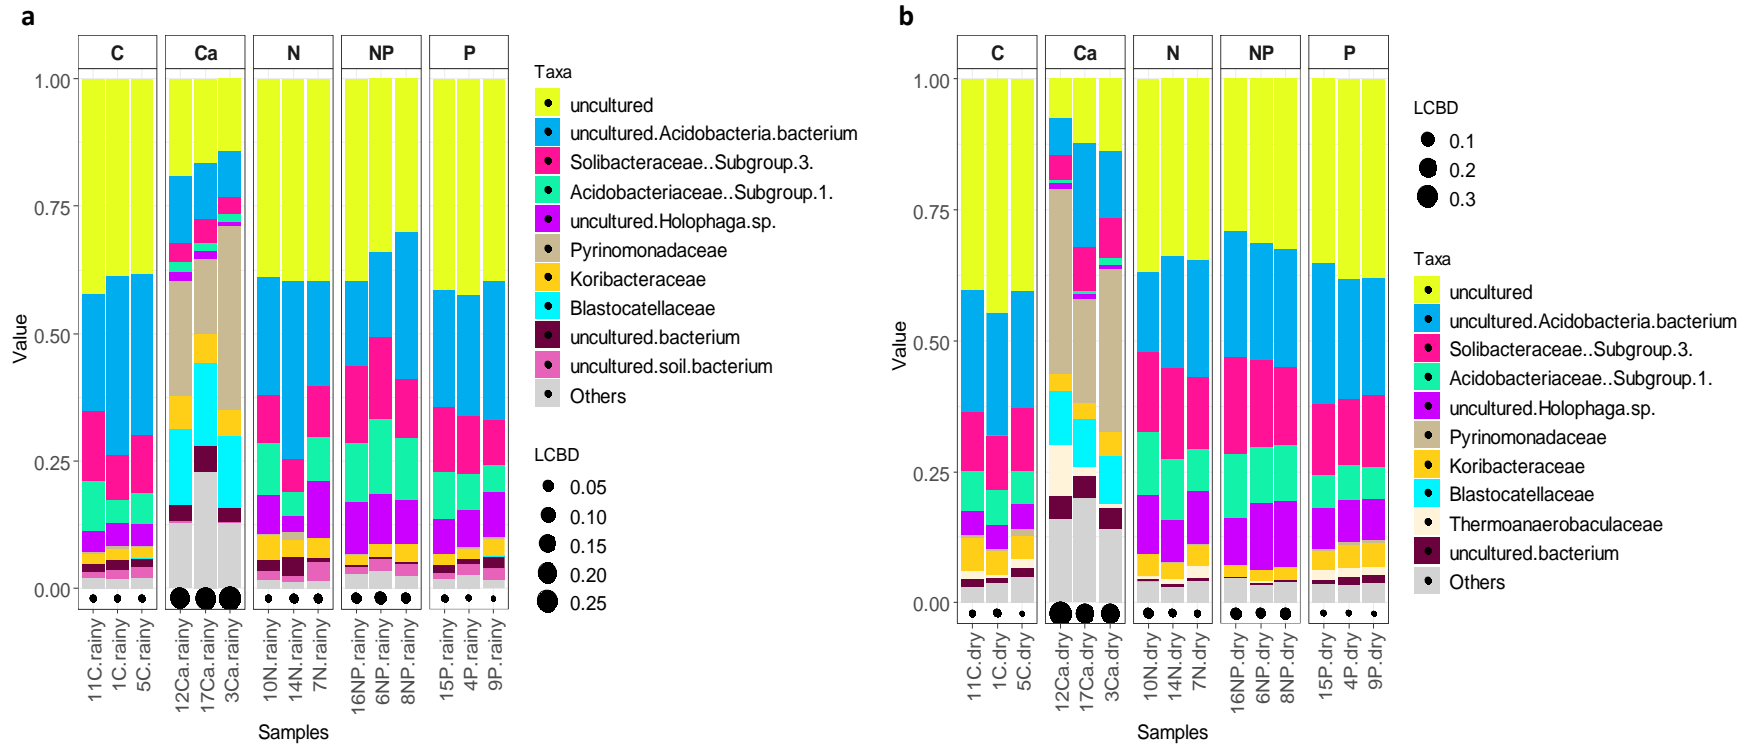 a
C Ca N NP P
Value
1.00
0.75
0.50
0.25
0.00
11C.rainy
1C.rainy
5C.rainy
12Ca.rainy
17Ca.rainy
3Ca.rainy
10N.rainy
14N.rainy
7N.rainy
16NP.rainy
6NP.rainy
8NP.rainy
15P.rainy
4P.rainy
9P.rainy
Samples
Taxa
uncultured
uncultured.Acidobacteria.bacterium
Solibacteraceae..Subgroup.3.
Acidobacteriaceae..Subgroup.1.
uncultured.Holophaga.sp.
Pyrinomonadaceae
Koribacteraceae
Blastocatellaceae
uncultured.bacterium
uncultured.soil.bacterium
Others
LCBD
0.05
0.10
0.15
0.20
0.25
b
C Ca N NP P
Value
1.00
0.75
0.50
0.25
0.00
11C.dry
1C.dry
5C.dry
12Ca.dry
17Ca.dry
3Ca.dry
10N.dry
14N.dry
7N.dry
16NP.dry
6NP.dry
8NP.dry
15P.dry
4P.dry
9P.dry
Samples
LCBD
0.1
0.2
0.3
Taxa
uncultured
uncultured.Acidobacteria.bacterium
Solibacteraceae..Subgroup.3.
Acidobacteriaceae..Subgroup.1.
uncultured.Holophaga.sp.
Pyrinomonadaceae
Koribacteraceae
Blastocatellaceae
Thermoanaerobaculaceae
uncultured.bacterium
Others